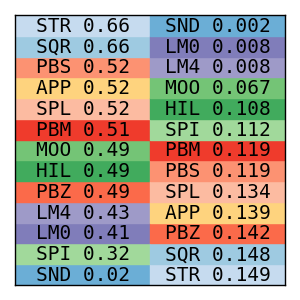 STR 0.66 SND 0.002
SQR 0.66 LM0 0.008
PBS 0.52 LM4 0.008
APP 0.52 MOO 0.067
SPL 0.52 HIL 0.108
PBM 0.51 SPI 0.112
MOO 0.49 PBM 0.119
HIL 0.49 PBS 0.119
PBZ 0.49 SPL 0.134
LM4 0.43 APP 0.139
LM0 0.41 PBZ 0.142
SPI 0.32 SQR 0.148
SND 0.02 STR 0.149